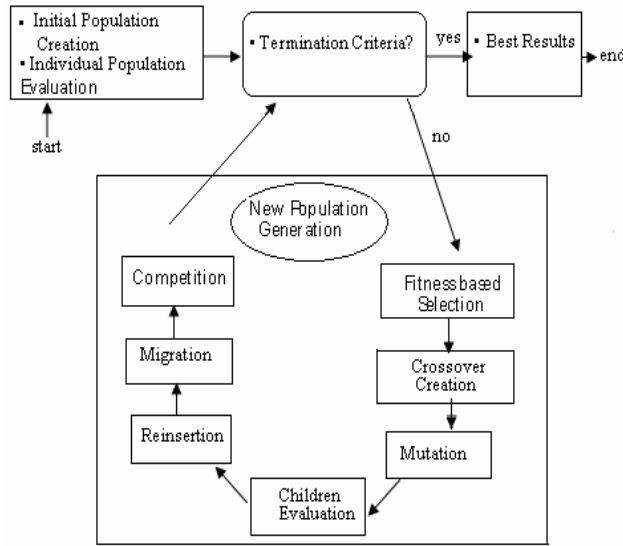 ▪ Initial Population
Creation
▪ Individual Population
Evaluation
▪ Termination Criteria?
yes
▪ Best Results
end
start
no
New Population
Generation
Competition
Fitness based
Selection
Migration
Crossover
Creation
Reinsertion
Mutation
Children
Evaluation